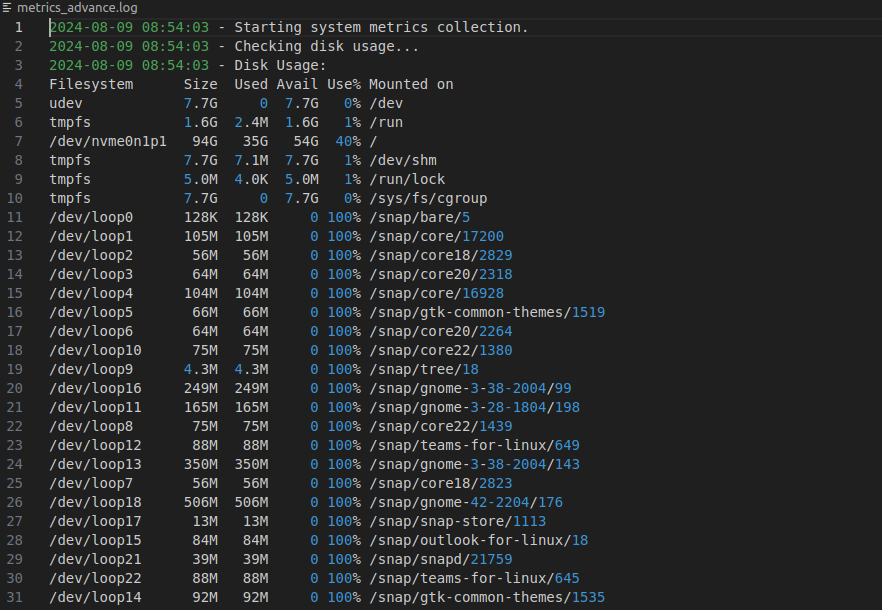 metrics_advance.log
1 2024-08-09 08:54:03 - Starting system metrics collection.
2 2024-08-09 08:54:03 - Checking disk usage...
3 2024-08-09 08:54:03 - Disk Usage:
4 Filesystem      Size  Used Avail Use% Mounted on
5 udev            7.7G     0  7.7G   0% /dev
6 tmpfs           1.6G  2.4M  1.6G   1% /run
7 /dev/nvme0n1p1   94G   35G   54G  40% /
8 tmpfs           7.7G  7.1M  7.7G   1% /dev/shm
9 tmpfs           5.0M  4.0K  5.0M   1% /run/lock
10 tmpfs           7.7G     0  7.7G   0% /sys/fs/cgroup
11 /dev/loop0      128K  128K     0 100% /snap/bare/5
12 /dev/loop1      105M  105M     0 100% /snap/core/17200
13 /dev/loop2       56M   56M     0 100% /snap/core18/2829
14 /dev/loop3       64M   64M     0 100% /snap/core20/2318
15 /dev/loop4      104M  104M     0 100% /snap/core/16928
16 /dev/loop5       66M   66M     0 100% /snap/gtk-common-themes/1519
17 /dev/loop6       64M   64M     0 100% /snap/core20/2264
18 /dev/loop10      75M   75M     0 100% /snap/core22/1380
19 /dev/loop9      4.3M  4.3M     0 100% /snap/tree/18
20 /dev/loop16     249M  249M     0 100% /snap/gnome-3-38-2004/99
21 /dev/loop11     165M  165M     0 100% /snap/gnome-3-28-1804/198
22 /dev/loop8       75M   75M     0 100% /snap/core22/1439
23 /dev/loop12      88M   88M     0 100% /snap/teams-for-linux/649
24 /dev/loop13     350M  350M     0 100% /snap/gnome-3-38-2004/143
25 /dev/loop7       56M   56M     0 100% /snap/core18/2823
26 /dev/loop18     506M  506M     0 100% /snap/gnome-42-2204/176
27 /dev/loop17      13M   13M     0 100% /snap/snap-store/1113
28 /dev/loop15      84M   84M     0 100% /snap/outlook-for-linux/18
29 /dev/loop21      39M   39M     0 100% /snap/snapd/21759
30 /dev/loop22      88M   88M     0 100% /snap/teams-for-linux/645
31 /dev/loop14      92M   92M     0 100% /snap/gtk-common-themes/1535